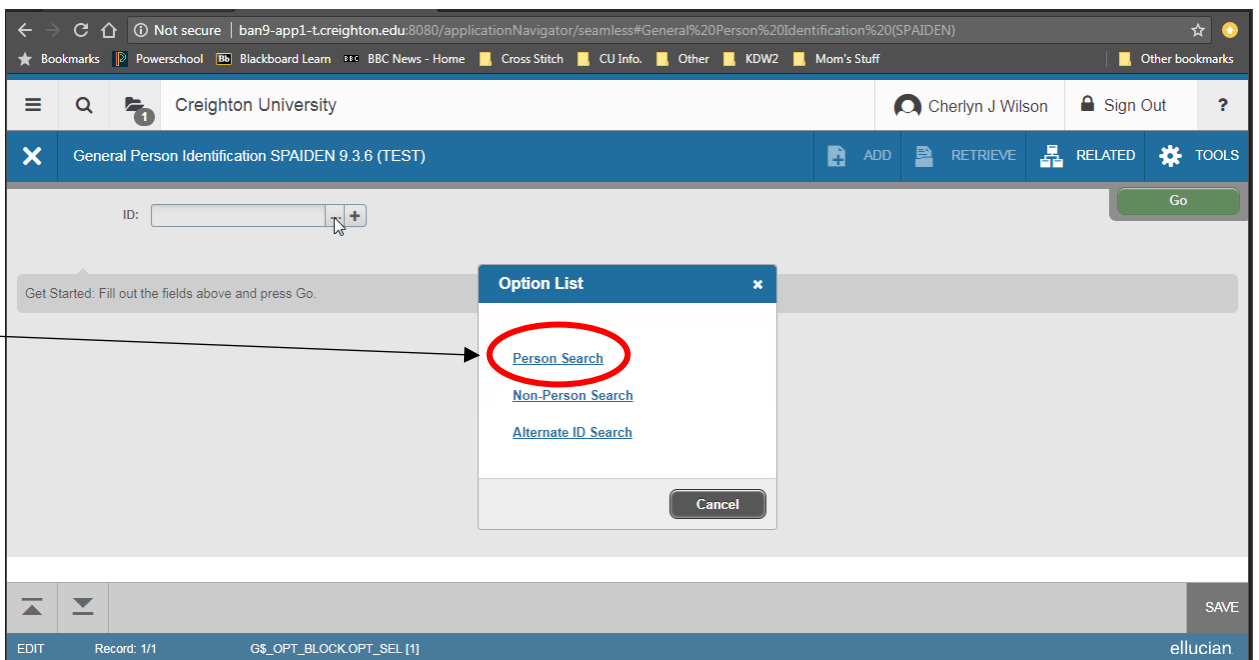 Not secure | ban9-app1-t.creighton.edu:8080/applicationNavigator/seamless#General%20Person%20Identification%20(SPAIDEN)
Bookmarks Powerschool Bb Blackboard Learn BBC BBC News - Home Cross Stitch CU Info. Other KDW2 Mom's Stuff Other bookmarks
1 Creighton University Cherlyn J Wilson Sign Out ?
General Person Identification SPAIDEN 9.3.6 (TEST) ADD RETRIEVE RELATED TOOLS
Go
ID: ... +
Option List ×
Get Started: Fill out the fields above and press Go.
Person Search
Non-Person Search
Alternate ID Search
Cancel
SAVE
EDIT Record: 1/1 G$_OPT_BLOCK.OPT_SEL [1] ellucian